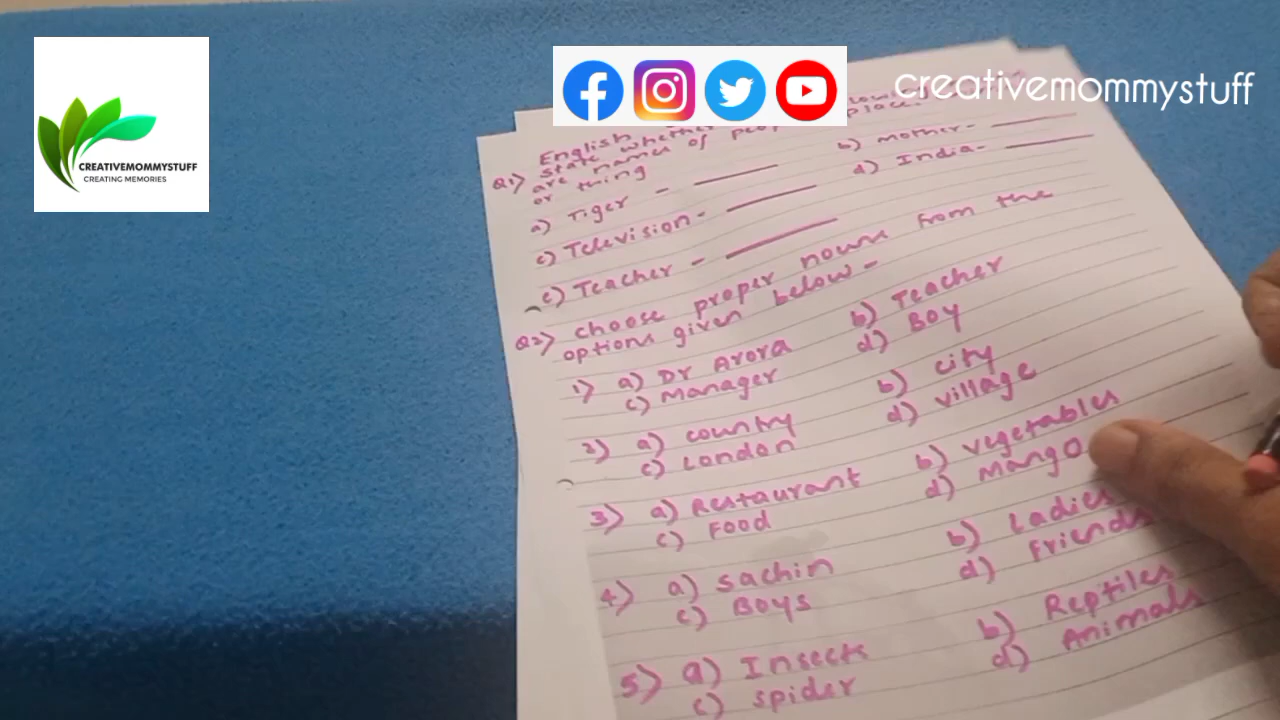 CREATIVEMOMMYSTUFF
CREATING MEMORIES
creativemommystuff
English
Q1) State whether
are names of place.
or thing
a) Tiger - b) Mother -
c) Television - d) India -
e) Teacher -
Q2) choose proper nouns from the
options given below -
1) a) Dr Arora b) Teacher
c) Manager d) Boy
2) a) country b) city
c) London d) village
3) a) Restaurant b) vegetables
c) Food d) Mango
4) a) sachin b) Ladies
c) Boys d) Friends
5) a) Insects b) Reptiles
c) spider d) Animals